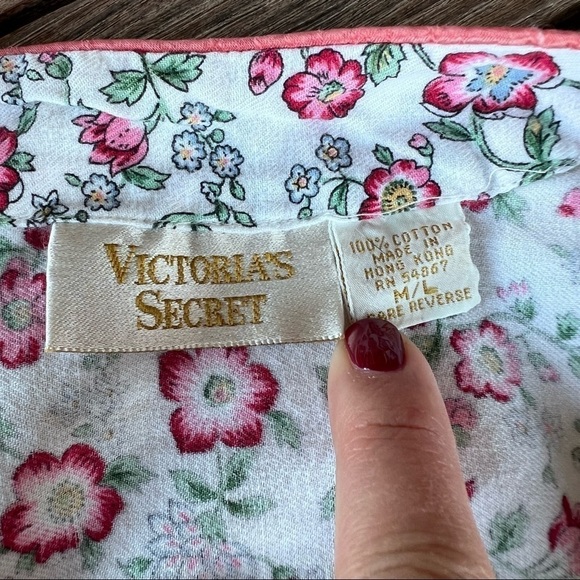 VICTORIA'S
SECRET
100% COTTON
MADE IN
HONG KONG
RN 54867
M/L
CARE REVERSE